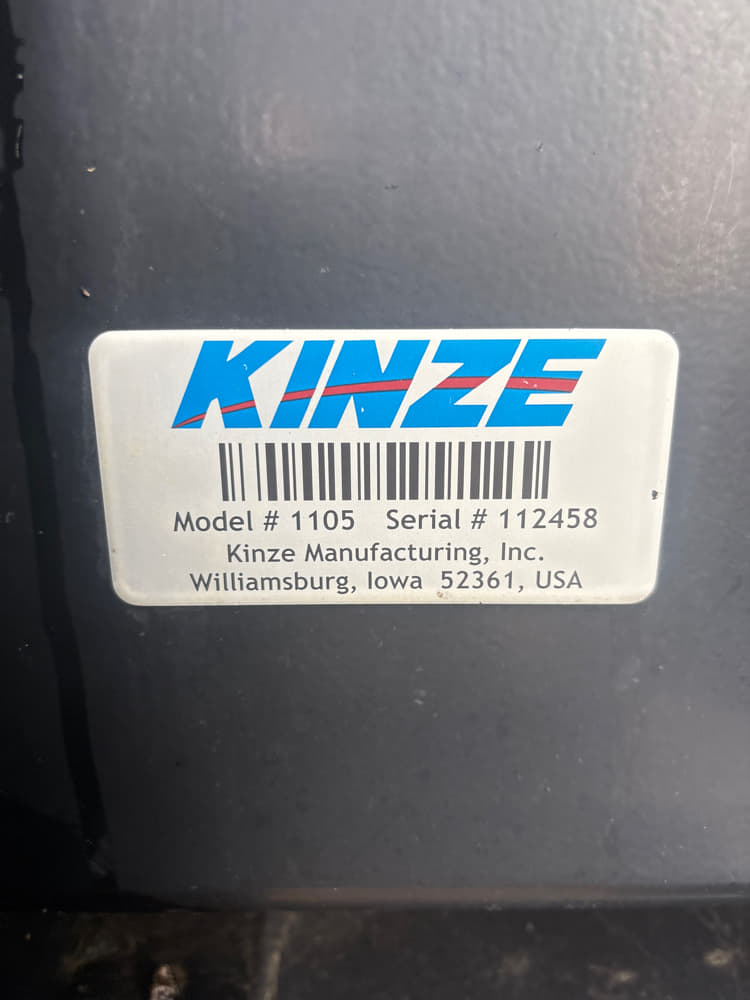 KINZE
Model # 1105 Serial # 112458
Kinze Manufacturing, Inc.
Williamsburg, Iowa 52361, USA